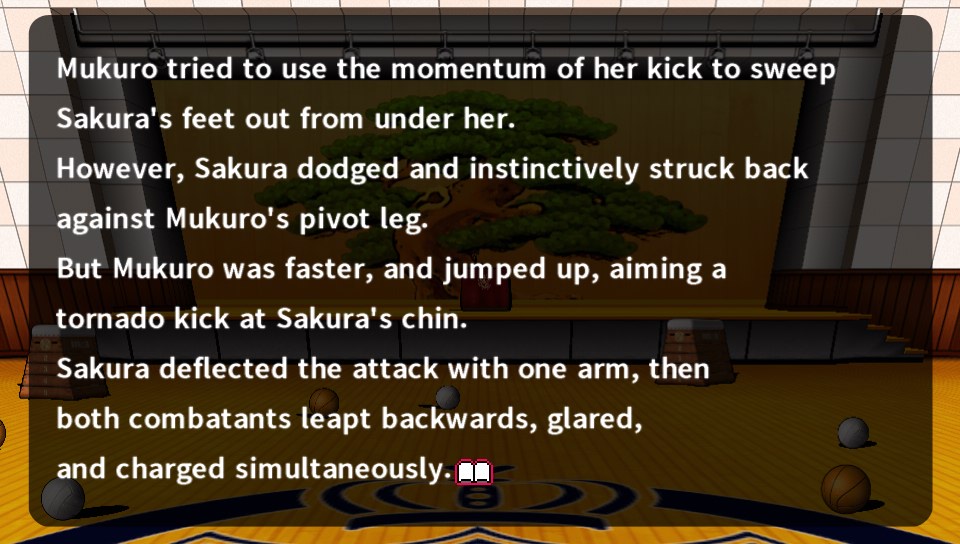 Mukuro tried to use the momentum of her kick to sweep
Sakura's feet out from under her.
However, Sakura dodged and instinctively struck back
against Mukuro's pivot leg.
But Mukuro was faster, and jumped up, aiming a
tornado kick at Sakura's chin.
Sakura deflected the attack with one arm, then
both combatants leapt backwards, glared,
and charged simultaneously.